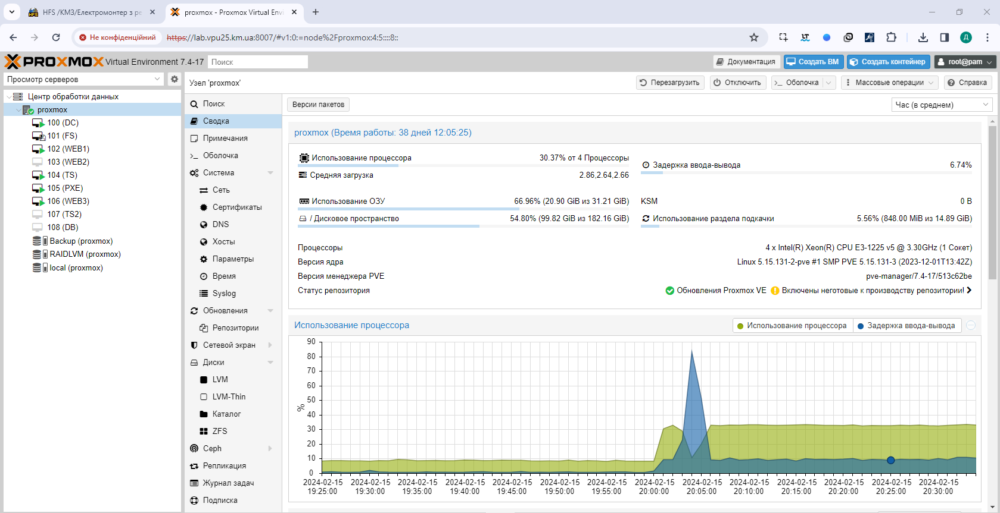 HFS /КМЗ/Електромонтер з ре
proxmox - Proxmox Virtual Envi
Не конфіденційний
https://lab.vpu25.km.ua:8007/#v1:0:=node%2Fproxmox:4:5::::8::
Д
PROXMOX Virtual Environment 7.4-17
Поиск
Документация
Создать ВМ
Создать контейнер
root@pam
Просмотр серверов
Узел 'proxmox'
Перезагрузить
Отключить
Оболочка
Массовые операции
Справка
Центр обработки данных
proxmox
100 (DC)
101 (FS)
102 (WEB1)
103 (WEB2)
104 (TS)
105 (PXE)
106 (WEB3)
107 (TS2)
108 (DB)
Backup (proxmox)
RAIDLVM (proxmox)
local (proxmox)
Поиск
Сводка
Примечания
Оболочка
Система
Сеть
Сертификаты
DNS
Хосты
Параметры
Время
Syslog
Обновления
Репозитории
Сетевой экран
Диски
LVM
LVM-Thin
Каталог
ZFS
Ceph
Репликация
Журнал задач
Подписка
Версии пакетов
Час (в среднем)
proxmox (Время работы: 38 дней 12:05:25)
Использование процессора 30.37% от 4 Процессоры
Средняя загрузка 2.86,2.64,2.66
Задержка ввода-вывода 6.74%
Использование ОЗУ 66.96% (20.90 GiB из 31.21 GiB)
KSM 0 B
/ Дисковое пространство 54.80% (99.82 GiB из 182.16 GiB)
Использование раздела подкачки 5.56% (848.00 MiB из 14.89 GiB)
Процессоры 4 x Intel(R) Xeon(R) CPU E3-1225 v5 @ 3.30GHz (1 Сокет)
Версия ядра Linux 5.15.131-2-pve #1 SMP PVE 5.15.131-3 (2023-12-01T13:42Z)
Версия менеджера PVE pve-manager/7.4-17/513c62be
Статус репозитория Обновления Proxmox VE Включены неготовые к производству репозитории!
Использование процессора
Использование процессора
Задержка ввода-вывода
90
80
70
60
50
40
30
20
10
0
%
2024-02-15 2024-02-15 2024-02-15 2024-02-15 2024-02-15 2024-02-15 2024-02-15 2024-02-15 2024-02-15 2024-02-15 2024-02-15 2024-02-15 2024-02-15 2024-02-15
19:25:00 19:30:00 19:35:00 19:40:00 19:45:00 19:50:00 19:55:00 20:00:00 20:05:00 20:10:00 20:15:00 20:20:00 20:25:00 20:30:00